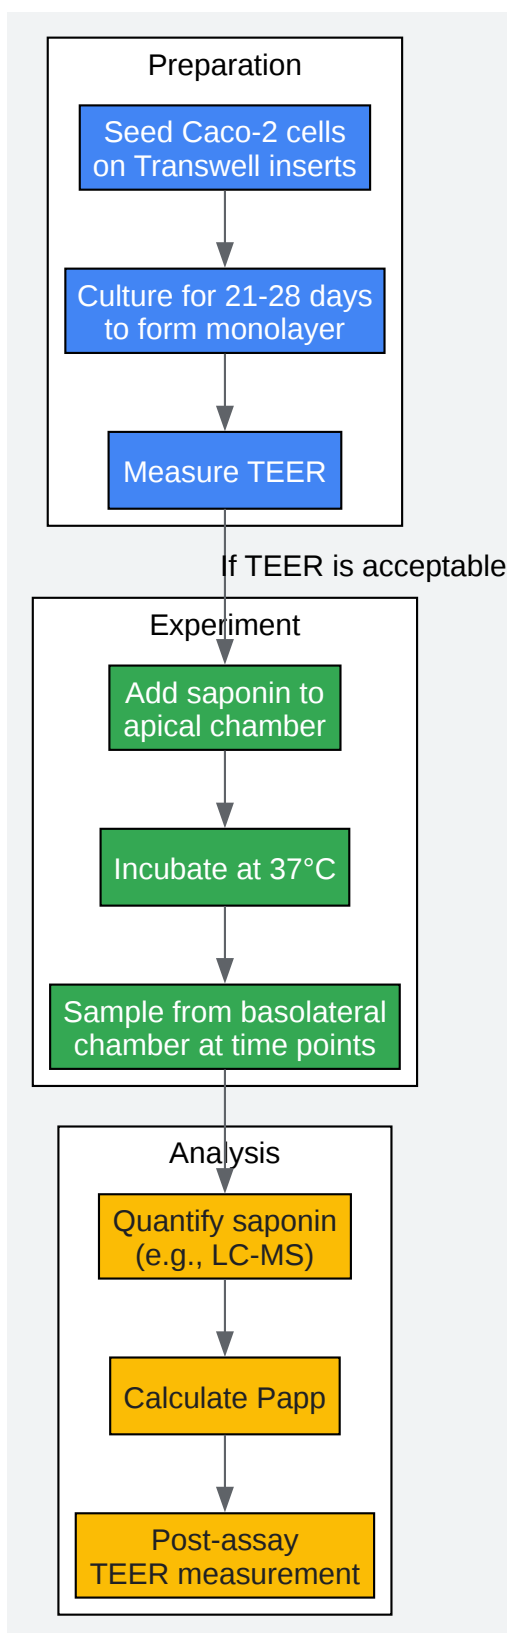 Preparation
Seed Caco-2 cells
on Transwell inserts
Culture for 21-28 days
to form monolayer
Measure TEER
If TEER is acceptable
Experiment
Add saponin to
apical chamber
Incubate at 37°C
Sample from basolateral
chamber at time points
Analysis
Quantify saponin
(e.g., LC-MS)
Calculate Papp
Post-assay
TEER measurement